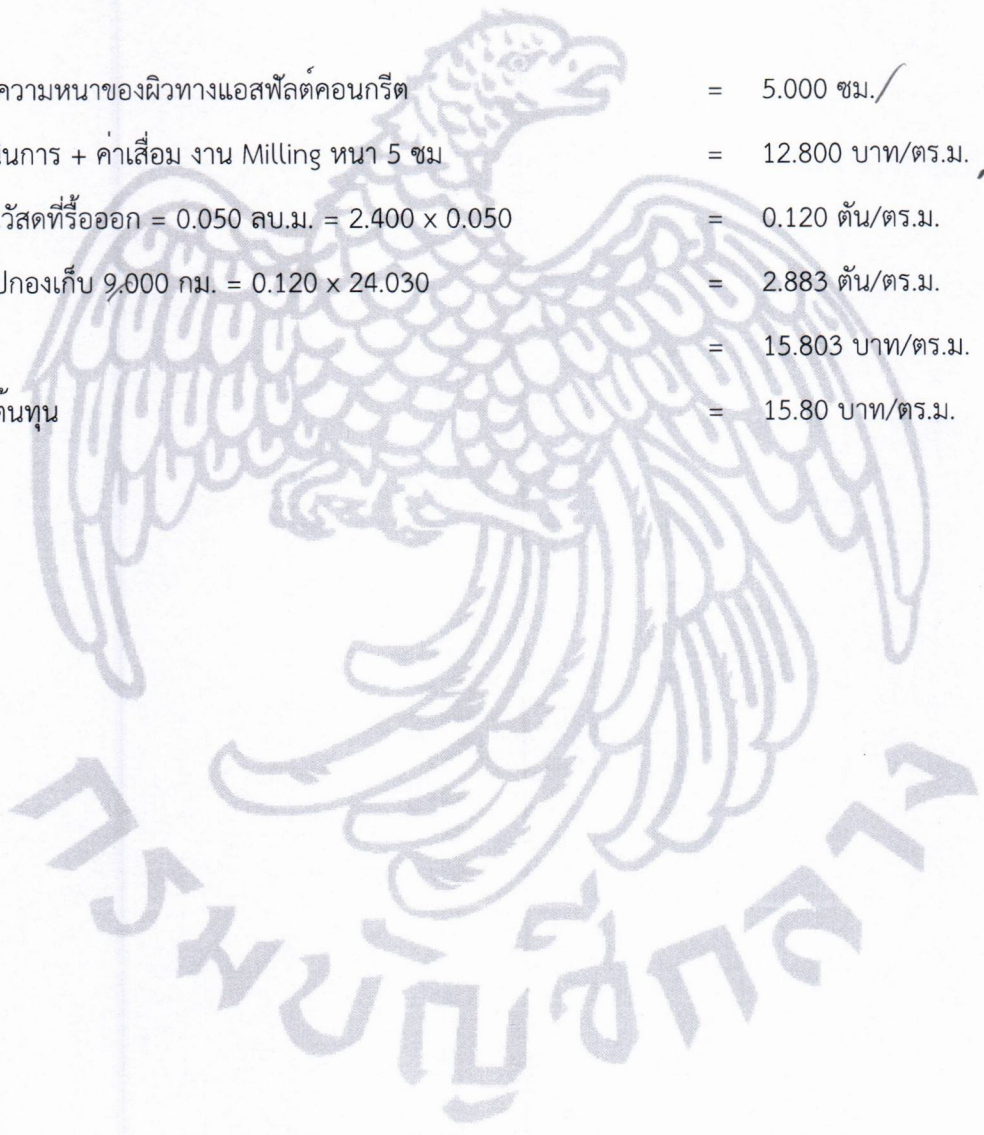 ความหนาของผิวทางแอสฟัลต์คอนกรีต = 5.000 ซม.
นินการ + ค่าเสื่อม งาน Milling หนา 5 ซม = 12.800 บาท/ตร.ม.
วัสดที่รื้อออก = 0.050 ลบ.ม. = 2.400 x 0.050 = 0.120 ตัน/ตร.ม.
ปกองเก็บ 9.000 กม. = 0.120 x 24.030 = 2.883 ตัน/ตร.ม.
= 15.803 บาท/ตร.ม.
ต้นทุน = 15.80 บาท/ตร.ม.
กรมบัญชีกลาง